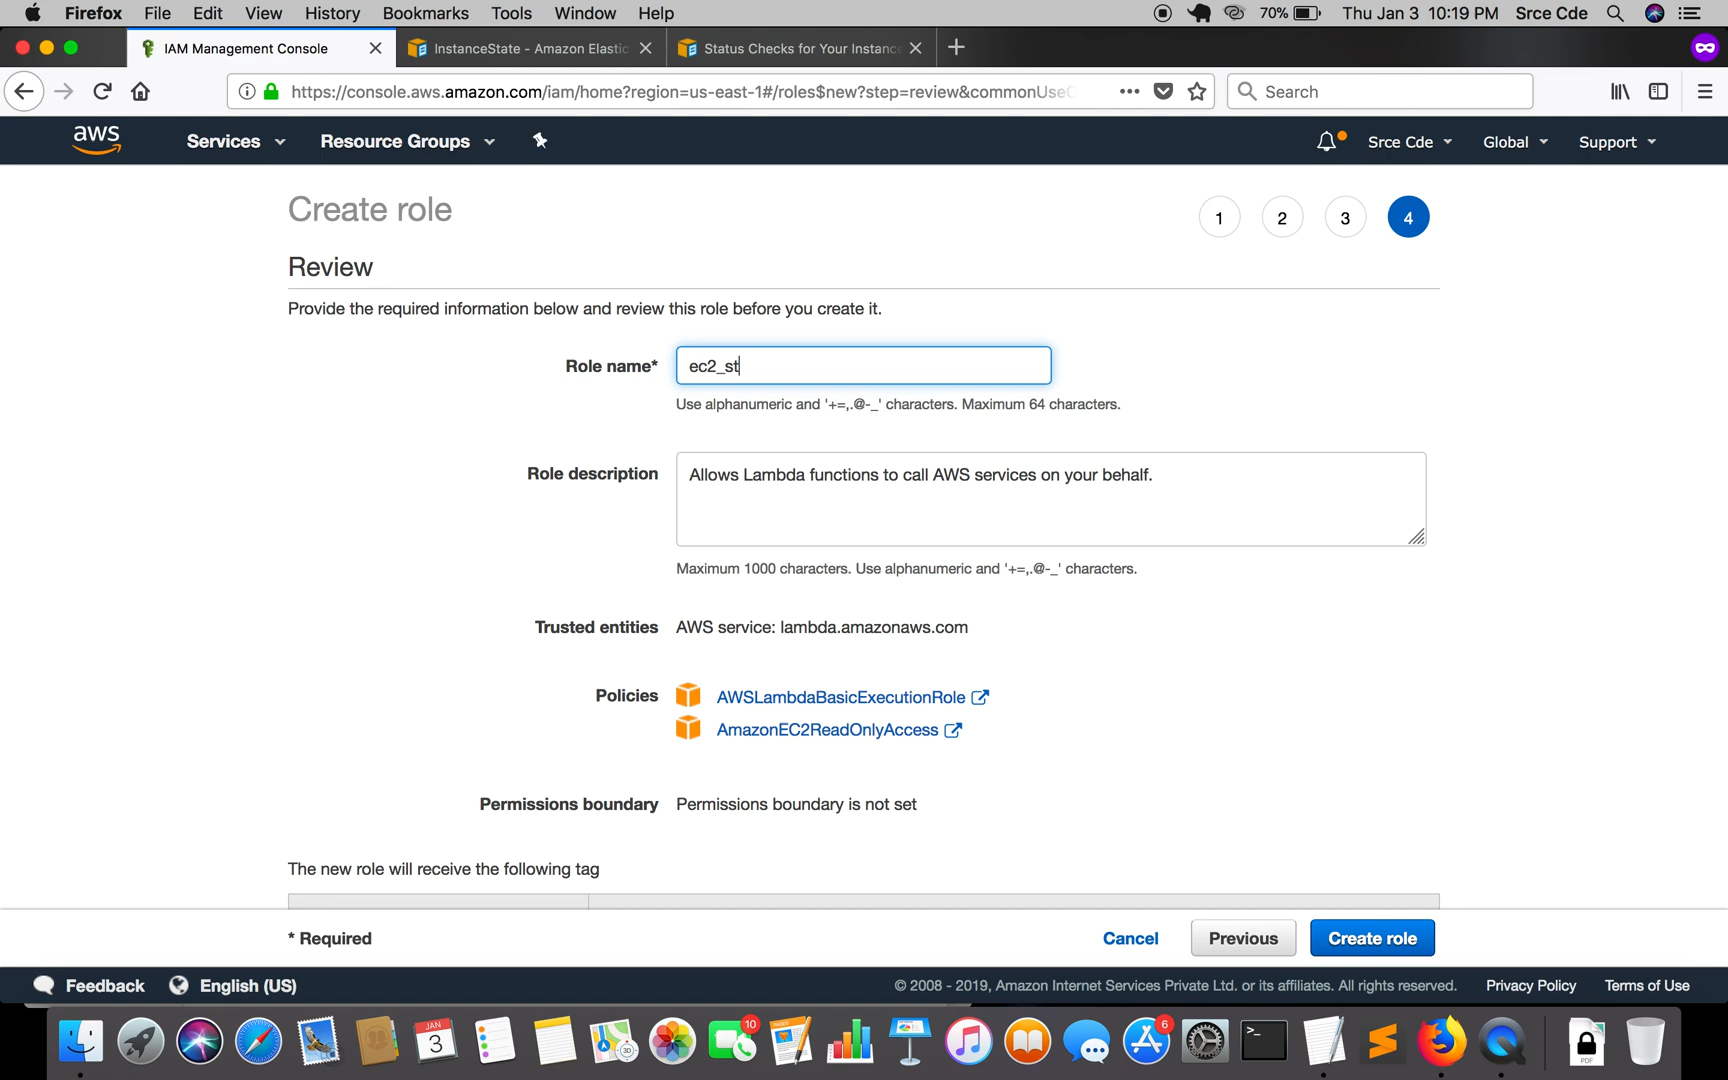 Firefox File Edit View History Bookmarks Tools Window Help 70% Thu Jan 3 10:19 PM Srce Cde
IAM Management Console InstanceState - Amazon Elastic Status Checks for Your Instance
https://console.aws.amazon.com/iam/home?region=us-east-1#/roles$new?step=review&commonUseC Search
aws Services Resource Groups Srce Cde Global Support
Create role 1 2 3 4
Review
Provide the required information below and review this role before you create it.
Role name* ec2_st
Use alphanumeric and '+=,.@-_' characters. Maximum 64 characters.
Role description Allows Lambda functions to call AWS services on your behalf.
Maximum 1000 characters. Use alphanumeric and '+=,.@-_' characters.
Trusted entities AWS service: lambda.amazonaws.com
Policies AWSLambdaBasicExecutionRole
AmazonEC2ReadOnlyAccess
Permissions boundary Permissions boundary is not set
The new role will receive the following tag
* Required Cancel Previous Create role
Feedback English (US) © 2008 - 2019, Amazon Internet Services Private Ltd. or its affiliates. All rights reserved. Privacy Policy Terms of Use
JAN 3 3D 10 6 >_ PDF